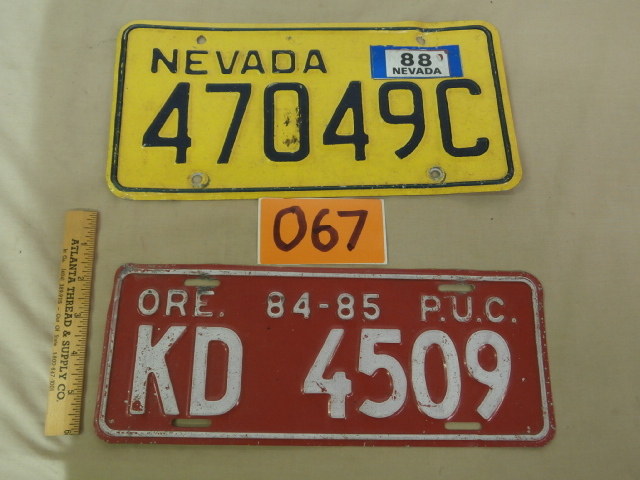 NEVADA
88
NEVADA
47049C
067
ORE. 84-85 P.U.C.
KD 4509
ATLANTA THREAD & SUPPLY CO.